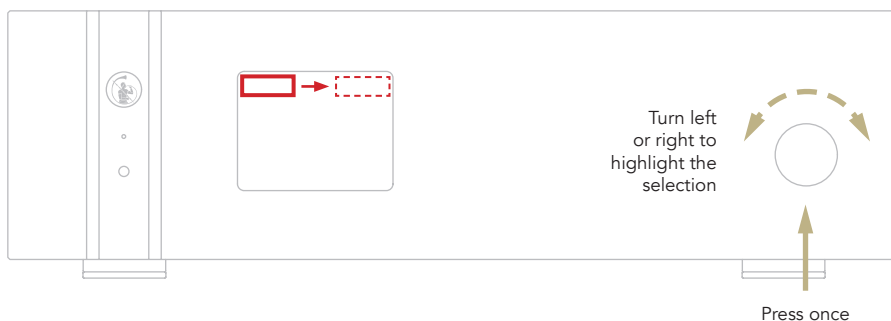 Turn left
or right to
highlight the
selection
Press once